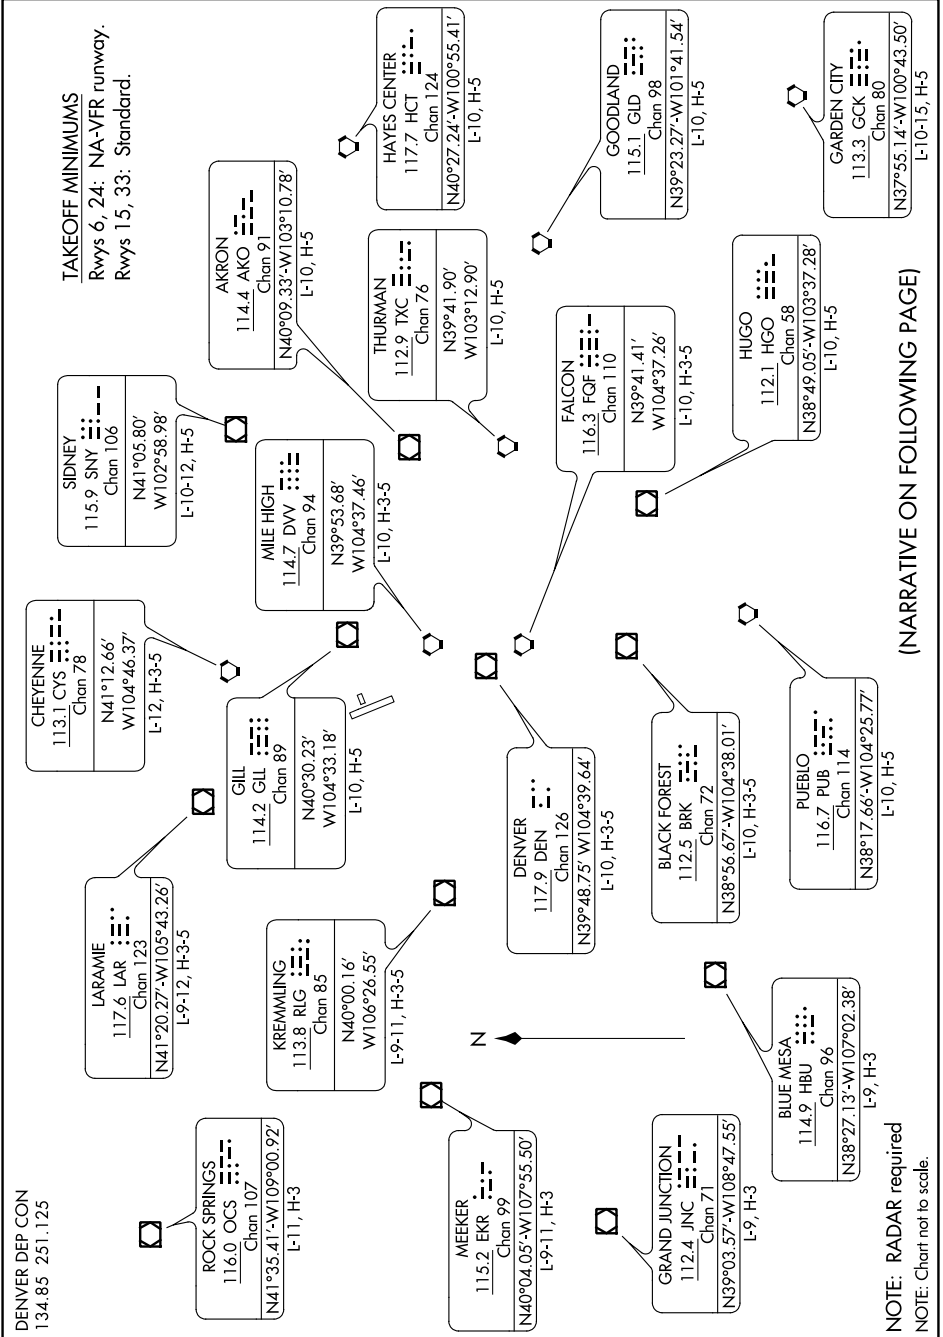 DENVER DEP CON
134.85 251.125
TAKEOFF MINIMUMS
Rwys 6, 24: NA-VFR runway.
Rwys 15, 33: Standard.
ROCK SPRINGS
116.0 OCS
Chan 107
N41°35.41'-W109°00.92'
L-11, H-3
LARAMIE
117.6 LAR
Chan 123
N41°20.27'-W105°43.26'
L-9-12, H-3-5
CHEYENNE
113.1 CYS
Chan 78
N41°12.66'
W104°46.37'
L-12, H-3-5
SIDNEY
115.9 SNY
Chan 106
N41°05.80'
W102°58.98'
L-10-12, H-5
AKRON
114.4 AKO
Chan 91
N40°09.33'-W103°10.78'
L-10, H-5
HAYES CENTER
117.7 HCT
Chan 124
N40°27.24'-W100°55.41'
L-10, H-5
GILL
114.2 GLL
Chan 89
N40°30.23'
W104°33.18'
L-10, H-5
MILE HIGH
114.7 DVV
Chan 94
N39°53.68'
W104°37.46'
L-10, H-3-5
KREMMLING
113.8 RLG
Chan 85
N40°00.16'
W106°26.55'
L-9-11, H-3-5
THURMAN
112.9 TXC
Chan 76
N39°41.90'
W103°12.90'
L-10, H-5
N
MEEKER
115.2 EKR
Chan 99
N40°04.05'-W107°55.50'
L-9-11, H-3
DENVER
117.9 DEN
Chan 126
N39°48.75' W104°39.64'
L-10, H-3-5
FALCON
116.3 FQF
Chan 110
N39°41.41'
W104°37.26'
L-10, H-3-5
GOODLAND
115.1 GLD
Chan 98
N39°23.27'-W101°41.54'
L-10, H-5
GRAND JUNCTION
112.4 JNC
Chan 71
N39°03.57'-W108°47.55'
L-9, H-3
BLACK FOREST
112.5 BRK
Chan 72
N38°56.67'-W104°38.01'
L-10, H-3-5
HUGO
112.1 HGO
Chan 58
N38°49.05'-W103°37.28'
L-10, H-5
BLUE MESA
114.9 HBU
Chan 96
N38°27.13'-W107°02.38'
L-9, H-3
PUEBLO
116.7 PUB
Chan 114
N38°17.66'-W104°25.77'
L-10, H-5
GARDEN CITY
113.3 GCK
Chan 80
N37°55.14'-W100°43.50'
L-10-15, H-5
NOTE: RADAR required
NOTE: Chart not to scale.
(NARRATIVE ON FOLLOWING PAGE)